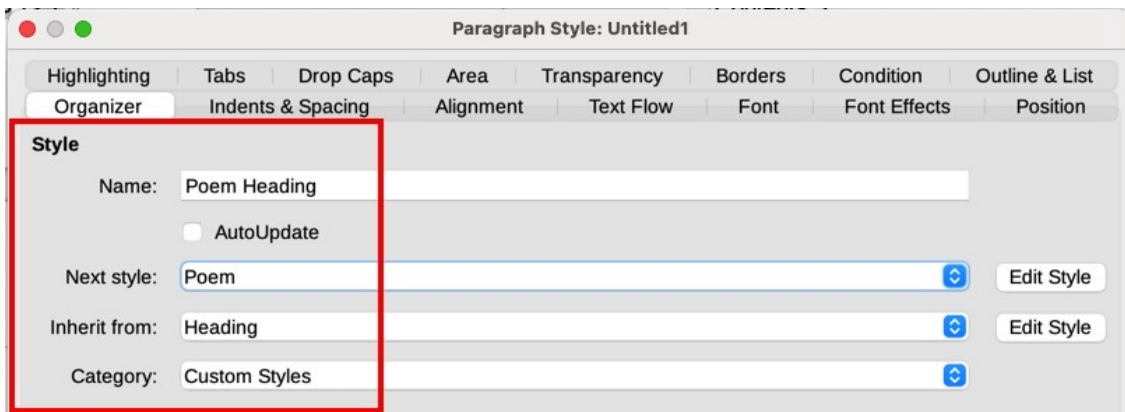 Paragraph Style: Untitled1
Highlighting Tabs Drop Caps Area Transparency Borders Condition Outline & List
Organizer Indents & Spacing Alignment Text Flow Font Font Effects Position
Style
Name: Poem Heading
AutoUpdate
Next style: Poem Edit Style
Inherit from: Heading Edit Style
Category: Custom Styles